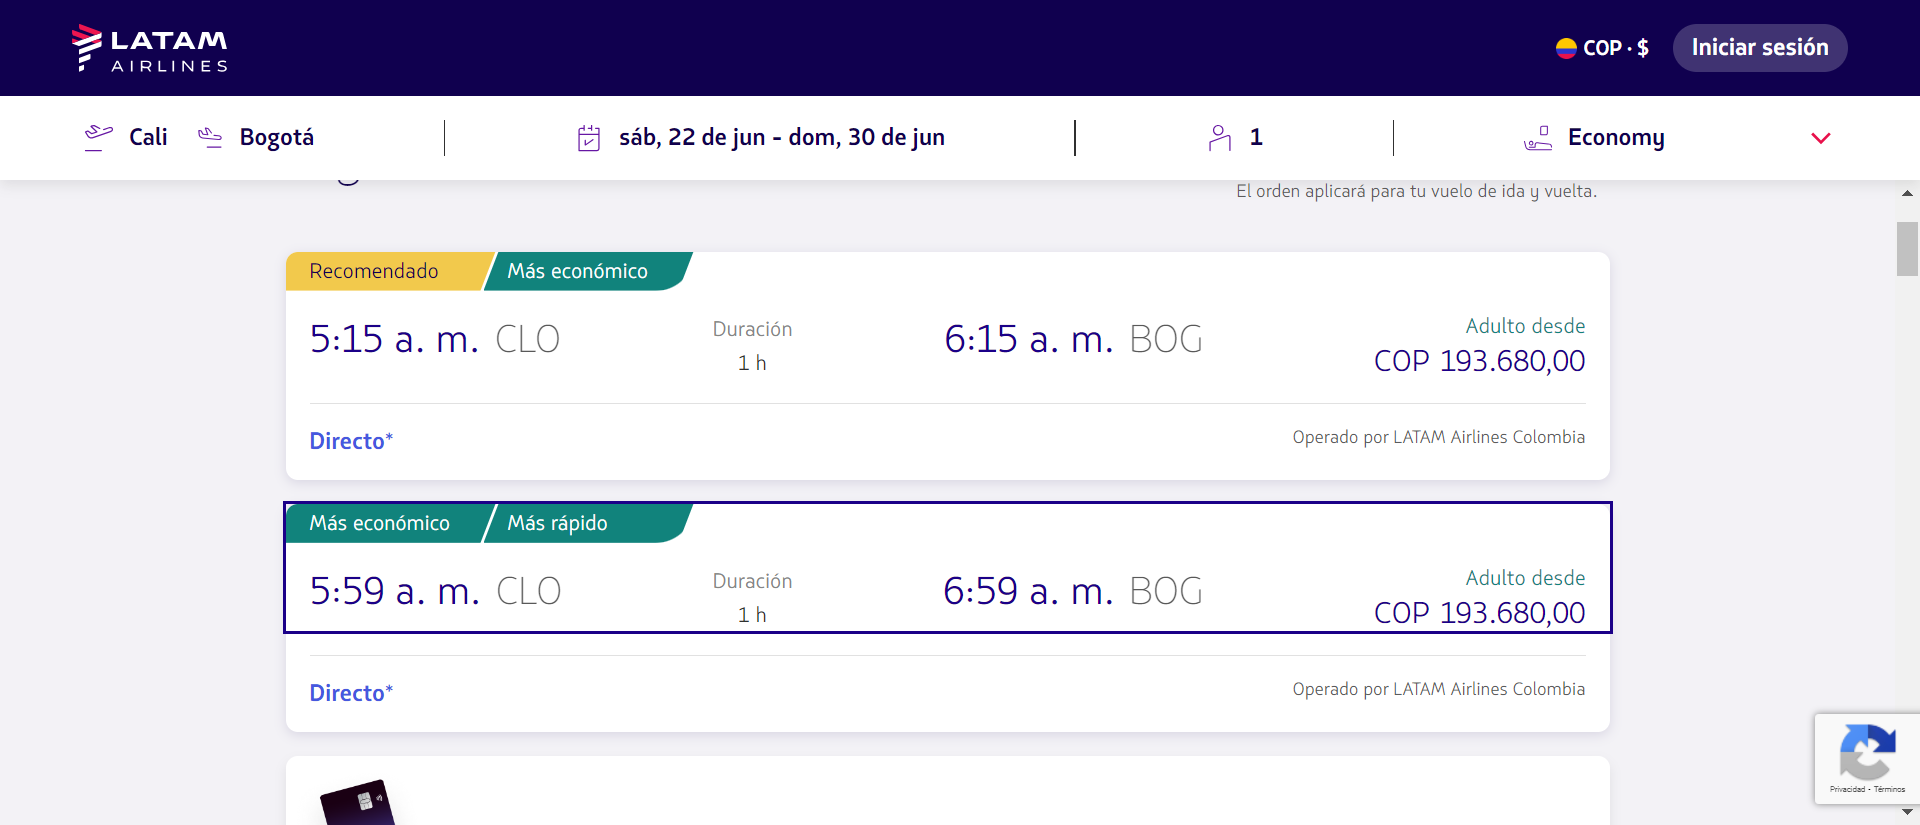 LATAM
AIRLINES
COP · $
Iniciar sesión
Cali
Bogotá
sáb, 22 de jun - dom, 30 de jun
1
Economy
El orden aplicará para tu vuelo de ida y vuelta.
Recomendado
Más económico
5:15 a. m. CLO
Duración
1 h
6:15 a. m. BOG
Adulto desde
COP 193.680,00
Directo*
Operado por LATAM Airlines Colombia
Más económico
Más rápido
5:59 a. m. CLO
Duración
1 h
6:59 a. m. BOG
Adulto desde
COP 193.680,00
Directo*
Operado por LATAM Airlines Colombia
Privacidad - Términos